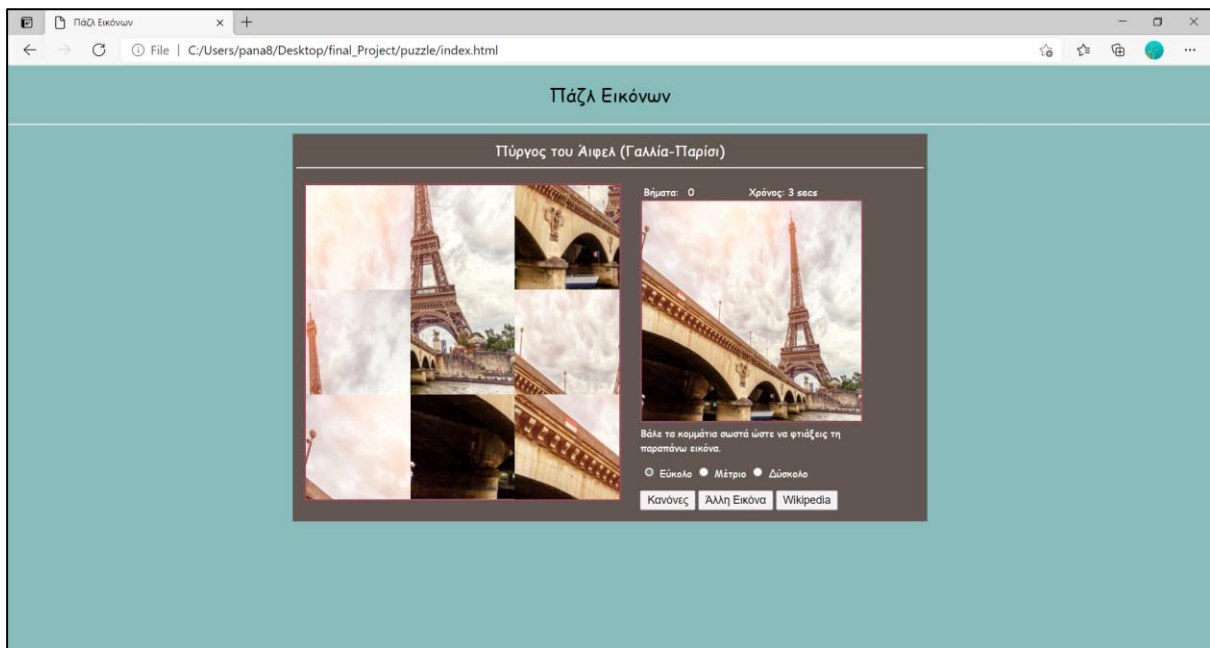 Πάζλ Εικόνων
File | C:/Users/pana8/Desktop/final_Project/puzzle/index.html
Πάζλ Εικόνων
Πύργος του Άιφελ (Γαλλία-Παρίσι)
Βήματα: 0 Χρόνος: 3 secs
Βάλε τα κομμάτια σωστά ώστε να φτιάξεις τη
παραπάνω εικόνα.
Εύκολο Μέτριο Δύσκολο
Κανόνες Άλλη Εικόνα Wikipedia